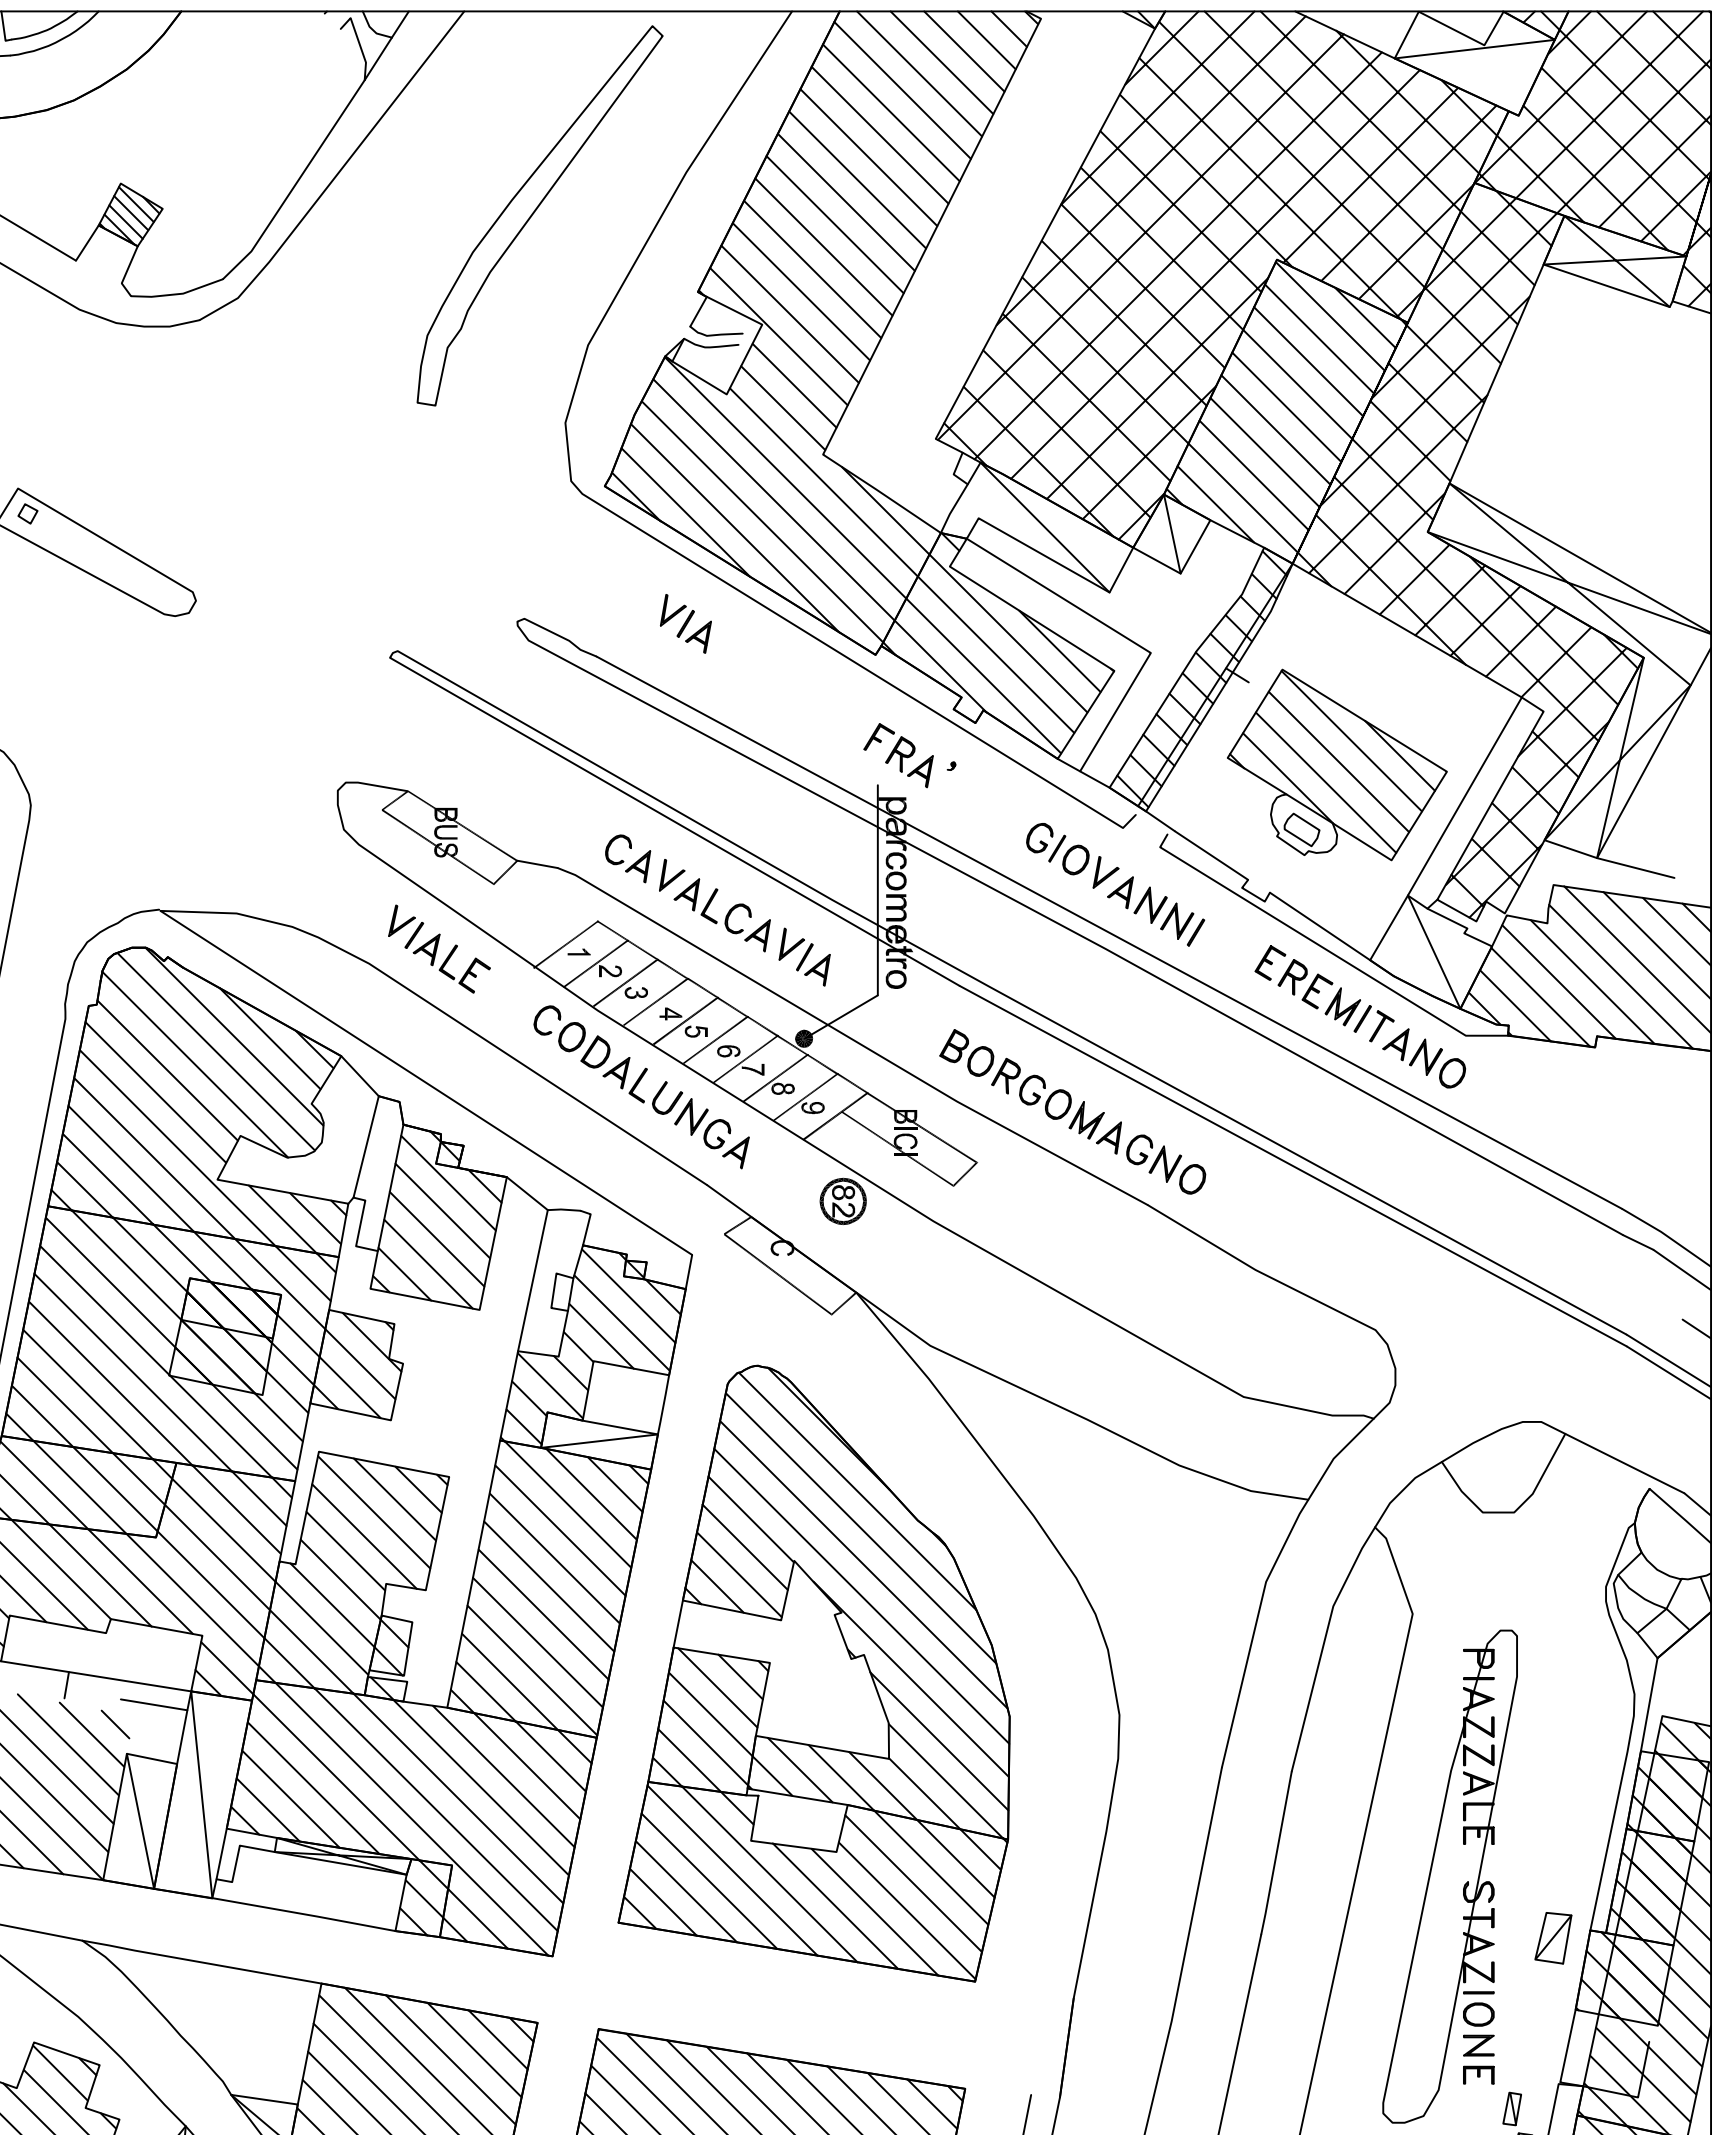 VIA FRA' GIOVANNI EREMITANO
parcometro
CAVALCAVIA BORGOMAGNO
BUS
VIALE CODALUNGA
1 2 3 4 5 6 7 8 9
BICI
82
C
PIAZZALE STAZIONE